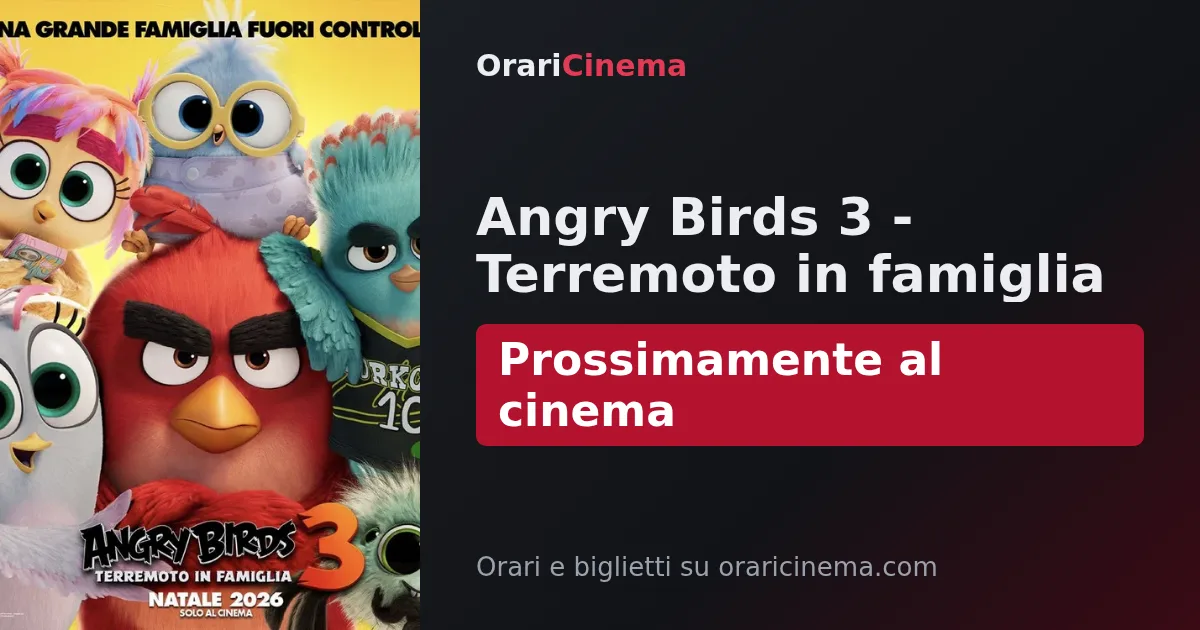 NA GRANDE FAMIGLIA FUORI CONTROL
OrariCinema
Angry Birds 3 -
Terremoto in famiglia
Prossimamente al
cinema
10
ANGRY BIRDS 3
TERREMOTO IN FAMIGLIA
NATALE 2026
SOLO AL CINEMA
Orari e biglietti su oraricinema.com